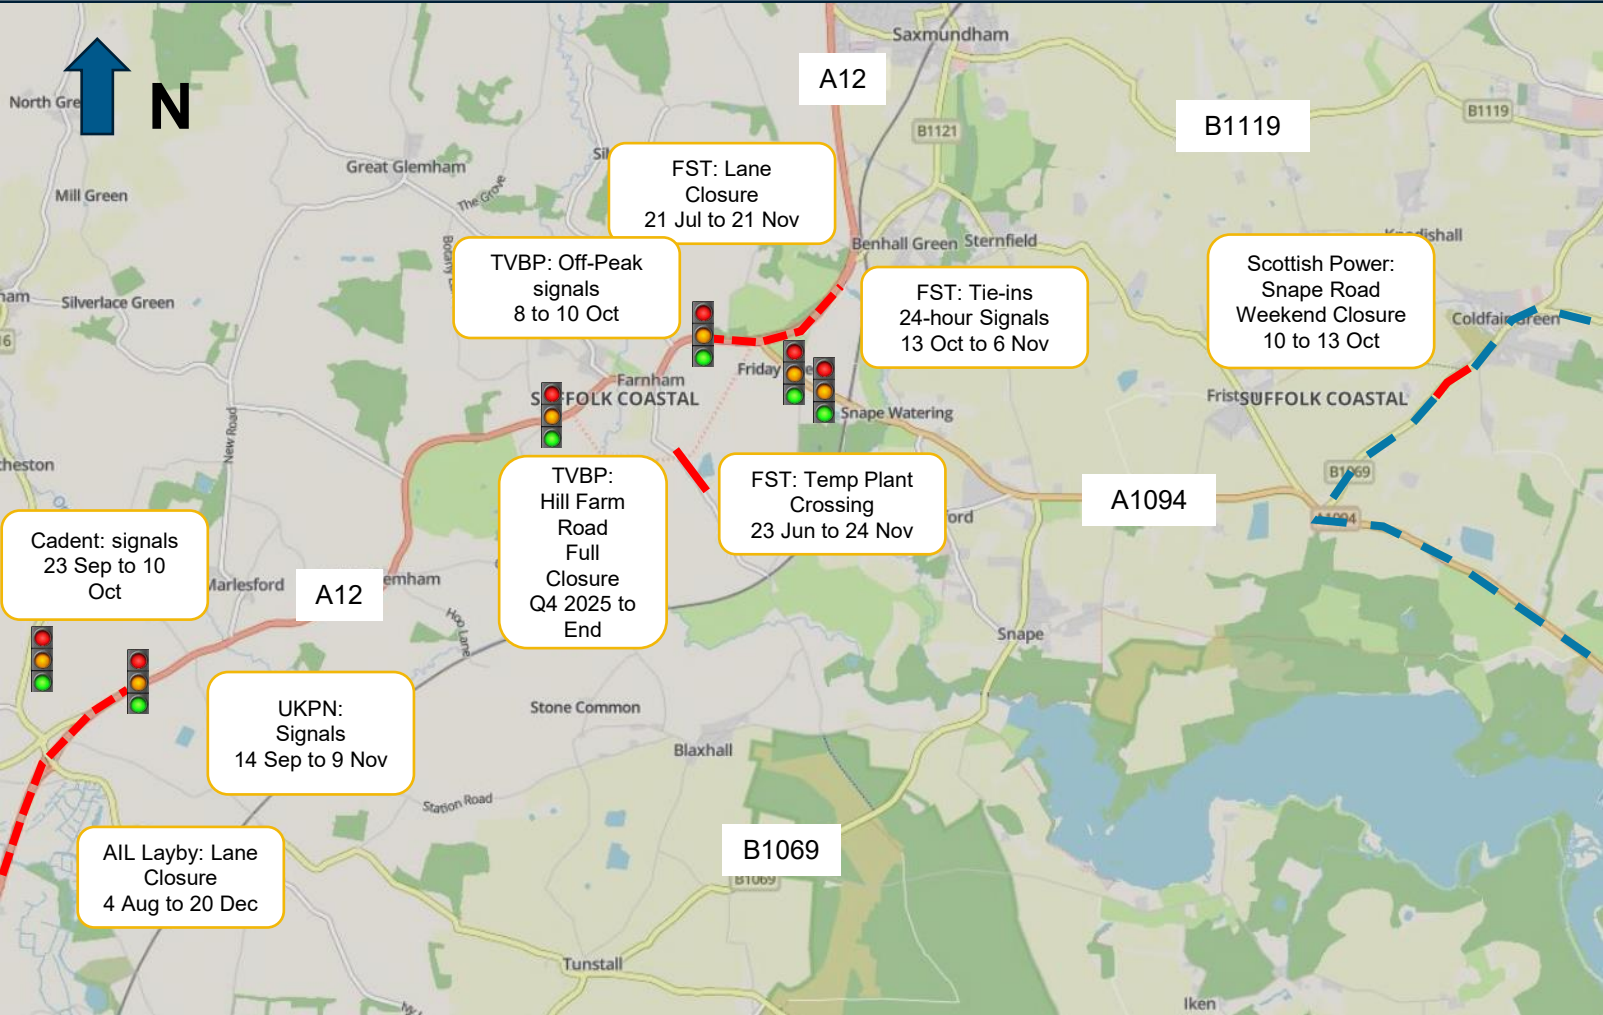 Saxmundham
A12
North Gre
N
B1119
B1119
B1121
Great Glemham
Mill Green
The Grove
FST: Lane
Closure
21 Jul to 21 Nov
Benhall Green
Sternfield
TVBP: Off-Peak
signals
8 to 10 Oct
FST: Tie-ins
24-hour Signals
13 Oct to 6 Nov
Scottish Power:
Snape Road
Weekend Closure
10 to 13 Oct
Silverlace Green
Coldfair Green
Farnham
Friday
SUFFOLK COASTAL
SUFFOLK COASTAL
Snape Watering
New Road
B1069
TVBP:
Hill Farm
Road
Full
Closure
Q4 2025 to
End
FST: Temp Plant
Crossing
23 Jun to 24 Nov
A1094
A1094
Cadent: signals
23 Sep to 10
Oct
Marlesford
A12
emham
Hoo Lane
Snape
UKPN:
Signals
14 Sep to 9 Nov
Stone Common
Blaxhall
Station Road
AIL Layby: Lane
Closure
4 Aug to 20 Dec
B1069
B1069
Tunstall
Iken